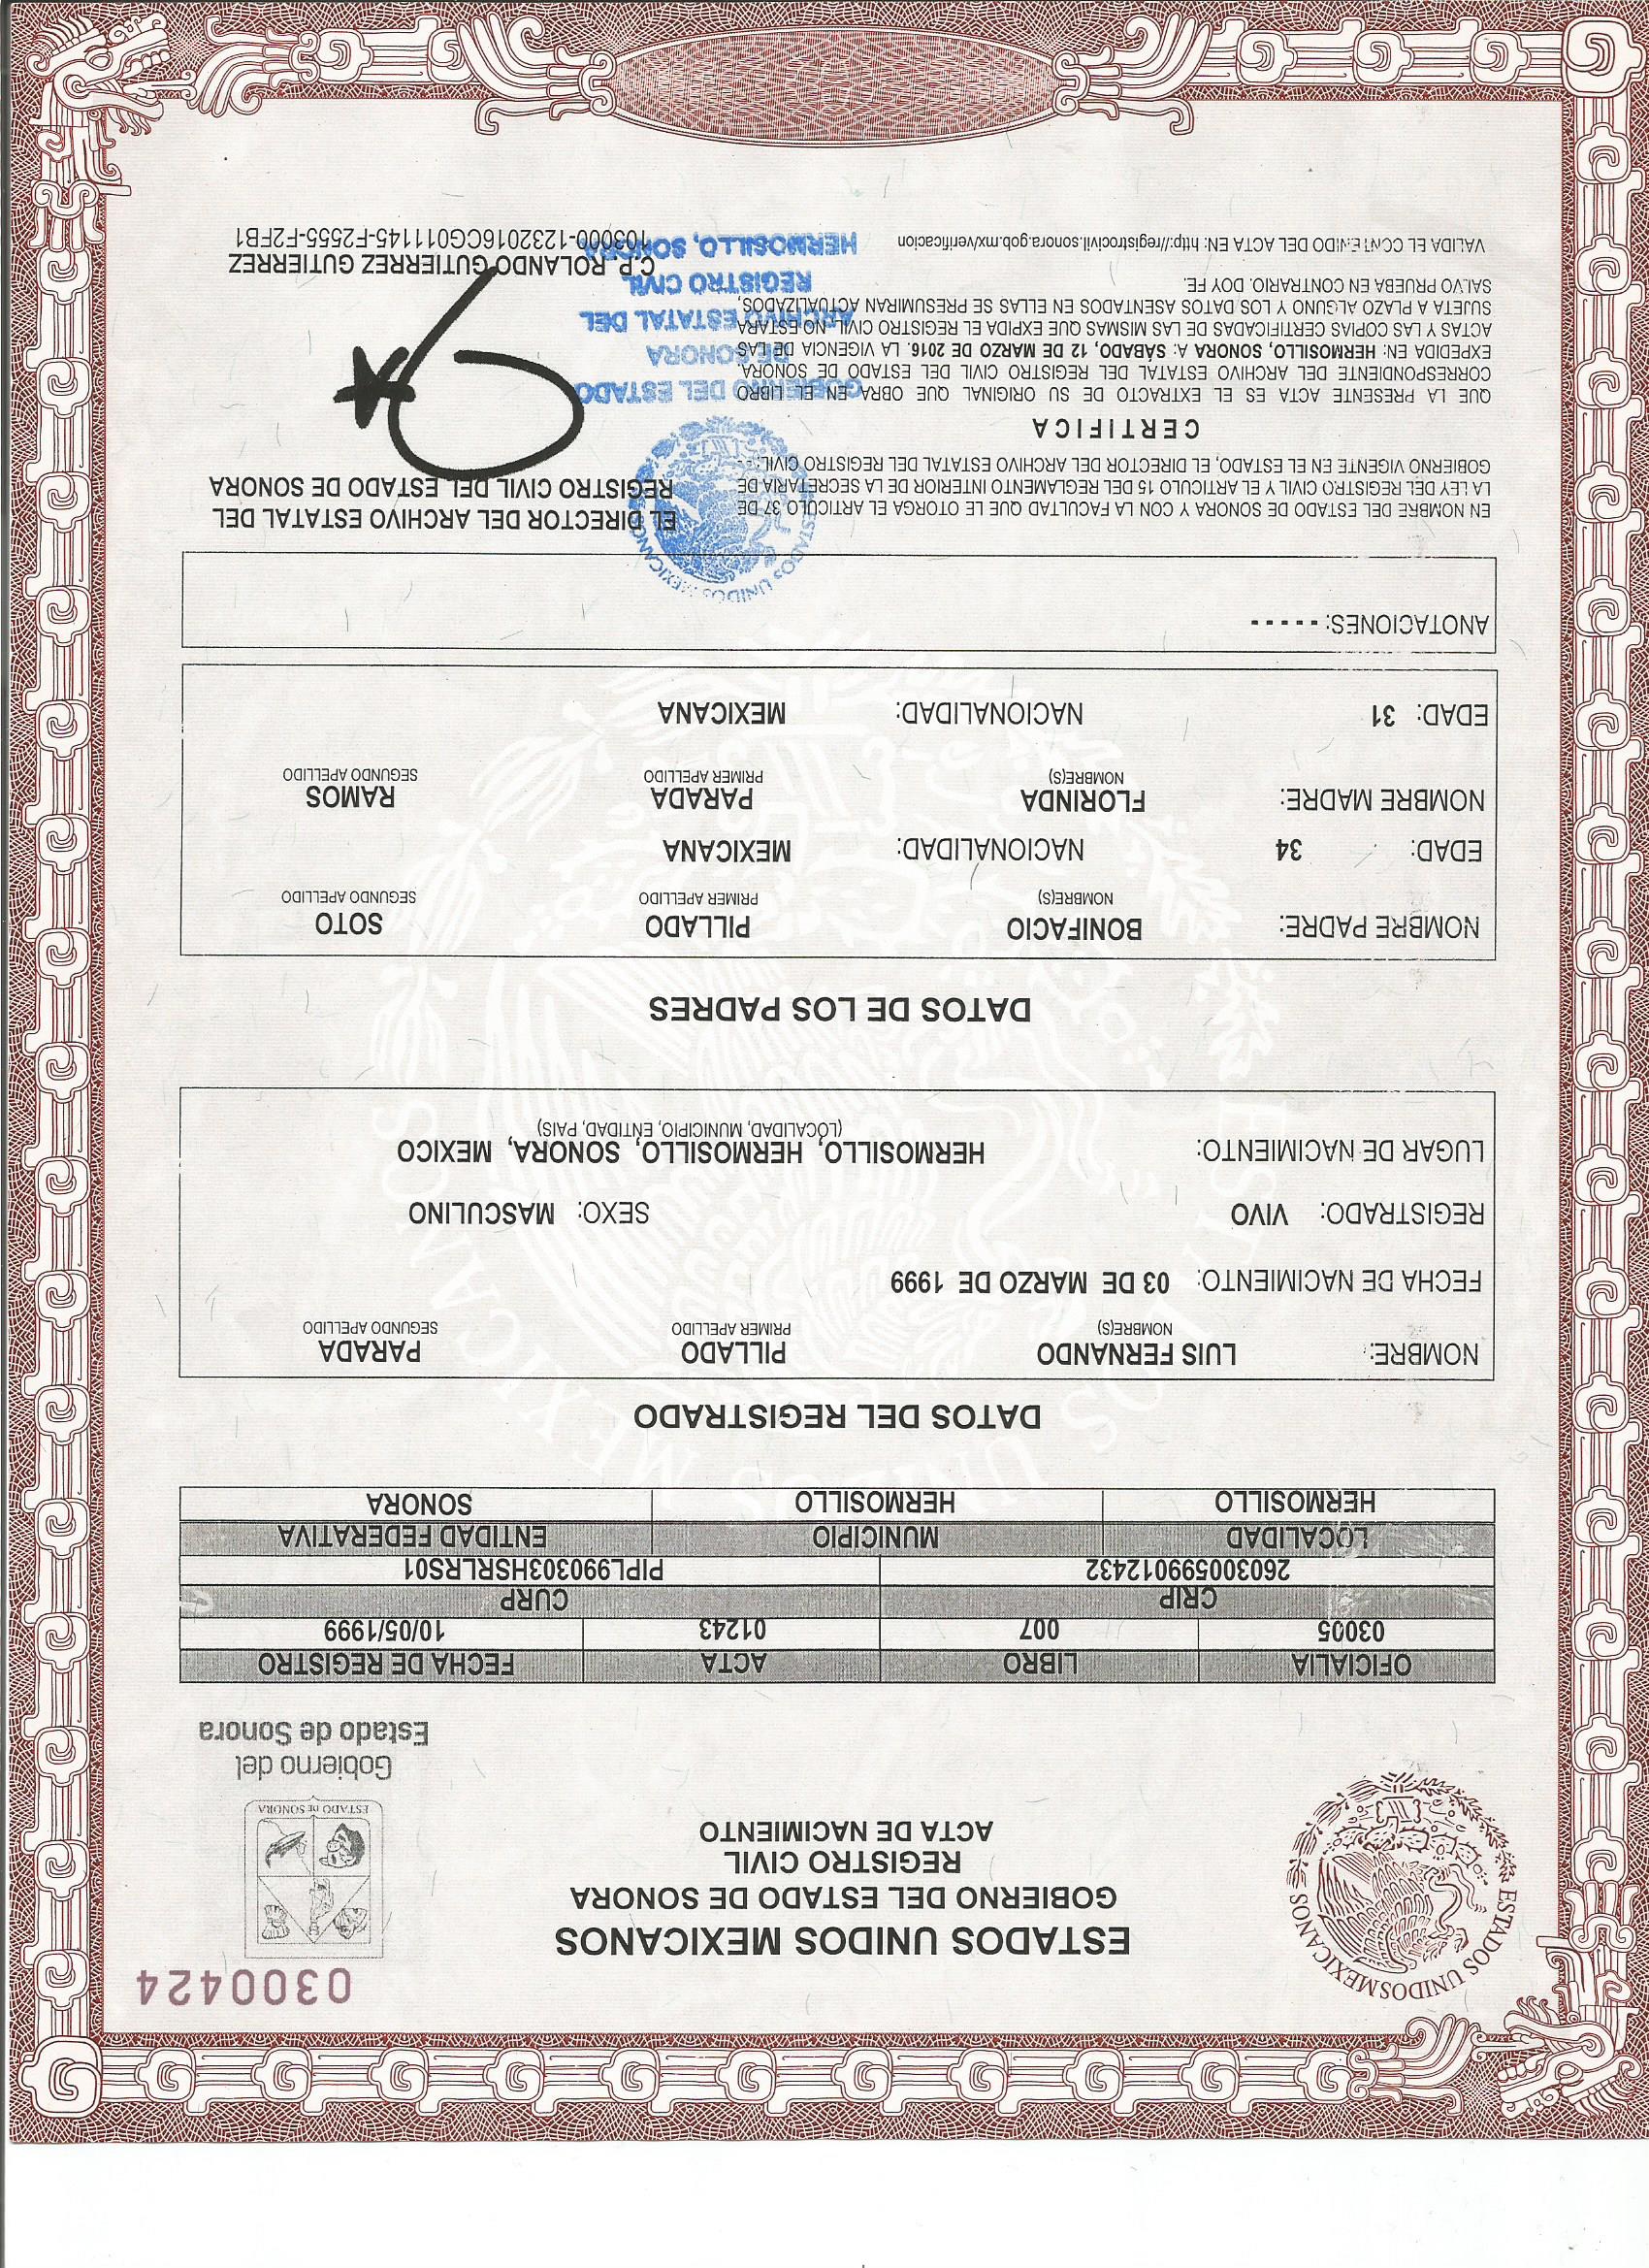 0300424
ESTADOS UNIDOS MEXICANOS
ESTADOS UNIDOS MEXICANOS
GOBIERNO DEL ESTADO DE SONORA
REGISTRO CIVIL
ACTA DE NACIMIENTO
ESTADO DE SONORA
Gobierno del
Estado de Sonora
OFICIALIA LIBRO ACTA FECHA DE REGISTRO
03005 007 01243 10/05/1999
CRIP CURP
260300599012432 PIPL990303HSRLRS01
LOCALIDAD MUNICIPIO ENTIDAD FEDERATIVA
HERMOSILLO HERMOSILLO SONORA
DATOS DEL REGISTRADO
NOMBRE: LUIS FERNANDO PILLADO PARADA
NOMBRE(S) PRIMER APELLIDO SEGUNDO APELLIDO
FECHA DE NACIMIENTO: 03 DE MARZO DE 1999
REGISTRADO: VIVO SEXO: MASCULINO
LUGAR DE NACIMIENTO: HERMOSILLO, HERMOSILLO, SONORA, MEXICO
(LOCALIDAD, MUNICIPIO, ENTIDAD, PAIS)
DATOS DE LOS PADRES
NOMBRE PADRE: BONIFACIO PILLADO SOTO
NOMBRE(S) PRIMER APELLIDO SEGUNDO APELLIDO
EDAD: 34 NACIONALIDAD: MEXICANA
NOMBRE MADRE: FLORINDA PARADA RAMOS
NOMBRE(S) PRIMER APELLIDO SEGUNDO APELLIDO
EDAD: 31 NACIONALIDAD: MEXICANA
ANOTACIONES: -----
EN NOMBRE DEL ESTADO DE SONORA Y CON LA FACULTAD QUE LE OTORGA EL ARTICULO 37 DE
LA LEY DEL REGISTRO CIVIL Y EL ARTICULO 15 DEL REGLAMENTO INTERIOR DE LA SECRETARIA DE
GOBIERNO VIGENTE EN EL ESTADO, EL DIRECTOR DEL ARCHIVO ESTATAL DEL REGISTRO CIVIL:
CERTIFICA
QUE LA PRESENTE ACTA ES EL EXTRACTO DE SU ORIGINAL QUE OBRA EN EL LIBRO
CORRESPONDIENTE DEL ARCHIVO ESTATAL DEL REGISTRO CIVIL DEL ESTADO DE SONORA.
EXPEDIDA EN: HERMOSILLO, SONORA A: SÁBADO, 12 DE MARZO DE 2016. LA VIGENCIA DE LAS
ACTAS Y LAS COPIAS CERTIFICADAS DE LAS MISMAS QUE EXPIDA EL REGISTRO CIVIL NO ESTARA
SUJETA A PLAZO ALGUNO Y LOS DATOS ASENTADOS EN ELLAS SE PRESUMIRAN ACTUALIZADOS,
SALVO PRUEBA EN CONTRARIO. DOY FE.
VALIDA EL CONTENIDO DEL ACTA EN: http://registrocivil.sonora.gob.mx/verificacion
EL DIRECTOR DEL ARCHIVO ESTATAL DEL
REGISTRO CIVIL DEL ESTADO DE SONORA
ESTADOS UNIDOS MEXICANOS
GOBIERNO DEL ESTADO
DE SONORA
ARCHIVO ESTATAL DEL
REGISTRO CIVIL
HERMOSILLO, SONORA
C.P. ROLANDO GUTIERREZ GUTIERREZ
103000-1232016CG011145-F2555-F2FB1
ESTADOS UNIDOS MEXICANOS